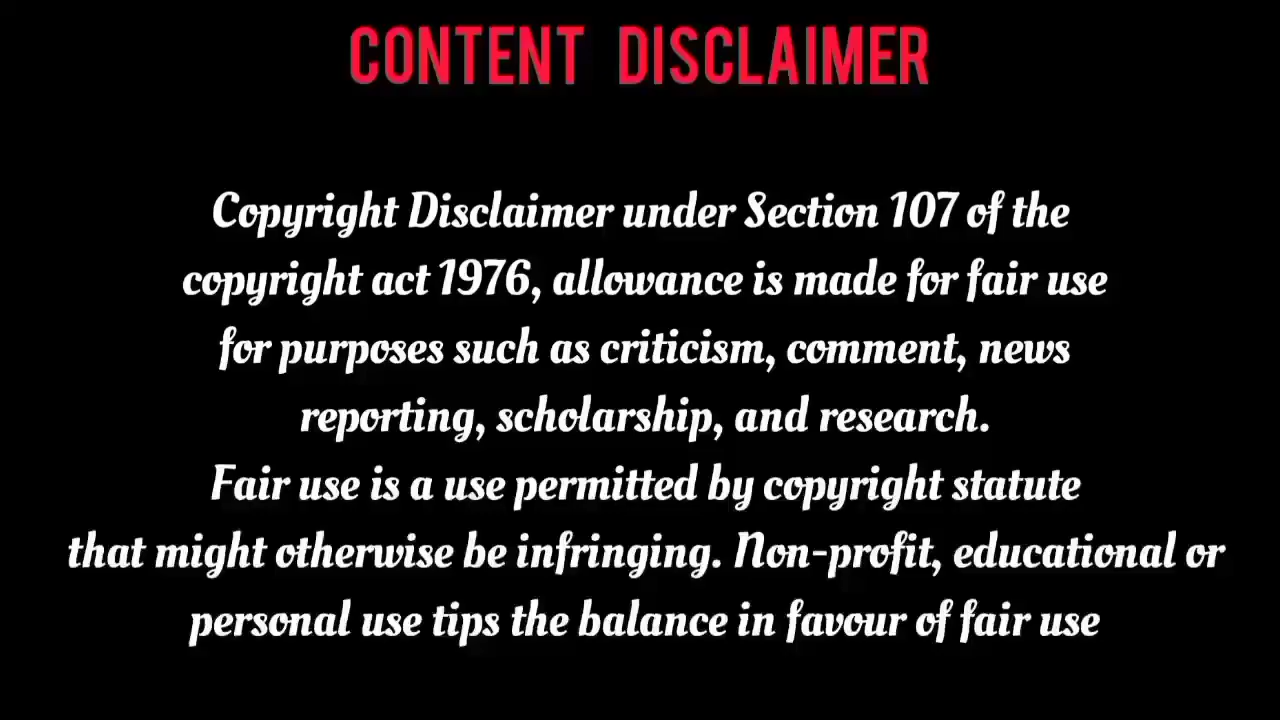 CONTENT DISCLAIMER
Copyright Disclaimer under Section 107 of the
copyright act 1976, allowance is made for fair use
for purposes such as criticism, comment, news
reporting, scholarship, and research.
Fair use is a use permitted by copyright statute
that might otherwise be infringing. Non-profit, educational or
personal use tips the balance in favour of fair use